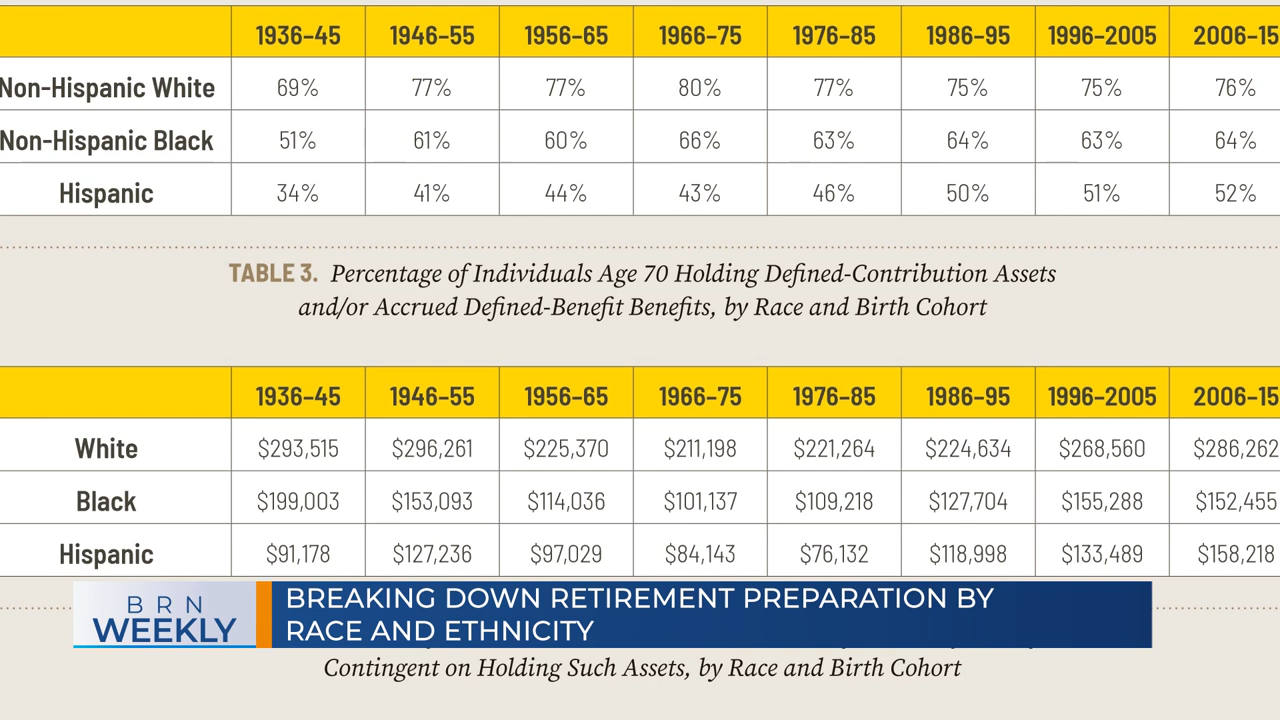 1936–45 1946–55 1956–65 1966–75 1976–85 1986–95 1996–2005 2006–15
Non-Hispanic White 69% 77% 77% 80% 77% 75% 75% 76%
Non-Hispanic Black 51% 61% 60% 66% 63% 64% 63% 64%
Hispanic 34% 41% 44% 43% 46% 50% 51% 52%
TABLE 3. Percentage of Individuals Age 70 Holding Defined-Contribution Assets
and/or Accrued Defined-Benefit Benefits, by Race and Birth Cohort
1936–45 1946–55 1956–65 1966–75 1976–85 1986–95 1996–2005 2006–15
White $293,515 $296,261 $225,370 $211,198 $221,264 $224,634 $268,560 $286,262
Black $199,003 $153,093 $114,036 $101,137 $109,218 $127,704 $155,288 $152,455
Hispanic $91,178 $127,236 $97,029 $84,143 $76,132 $118,998 $133,489 $158,218
BRN
WEEKLY
BREAKING DOWN RETIREMENT PREPARATION BY
RACE AND ETHNICITY
Contingent on Holding Such Assets, by Race and Birth Cohort